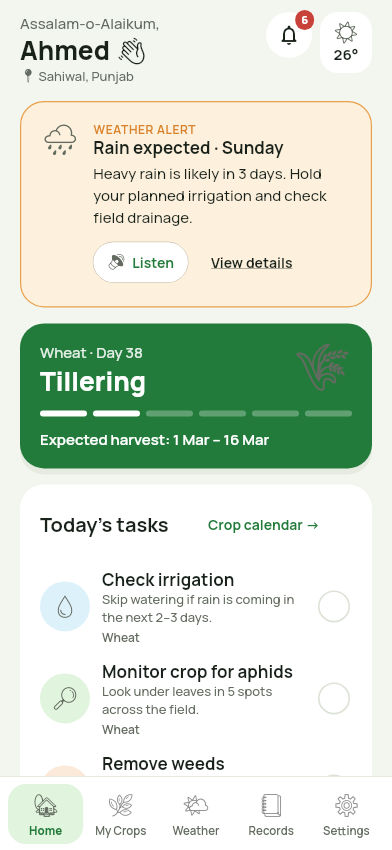 Assalam-o-Alaikum,
Ahmed
6
26°
Sahiwal, Punjab
WEATHER ALERT
Rain expected · Sunday
Heavy rain is likely in 3 days. Hold
your planned irrigation and check
field drainage.
Listen
View details
Wheat · Day 38
Tillering
Expected harvest: 1 Mar – 16 Mar
Today's tasks
Crop calendar →
Check irrigation
Skip watering if rain is coming in
the next 2–3 days.
Wheat
Monitor crop for aphids
Look under leaves in 5 spots
across the field.
Wheat
Remove weeds
Home
My Crops
Weather
Records
Settings